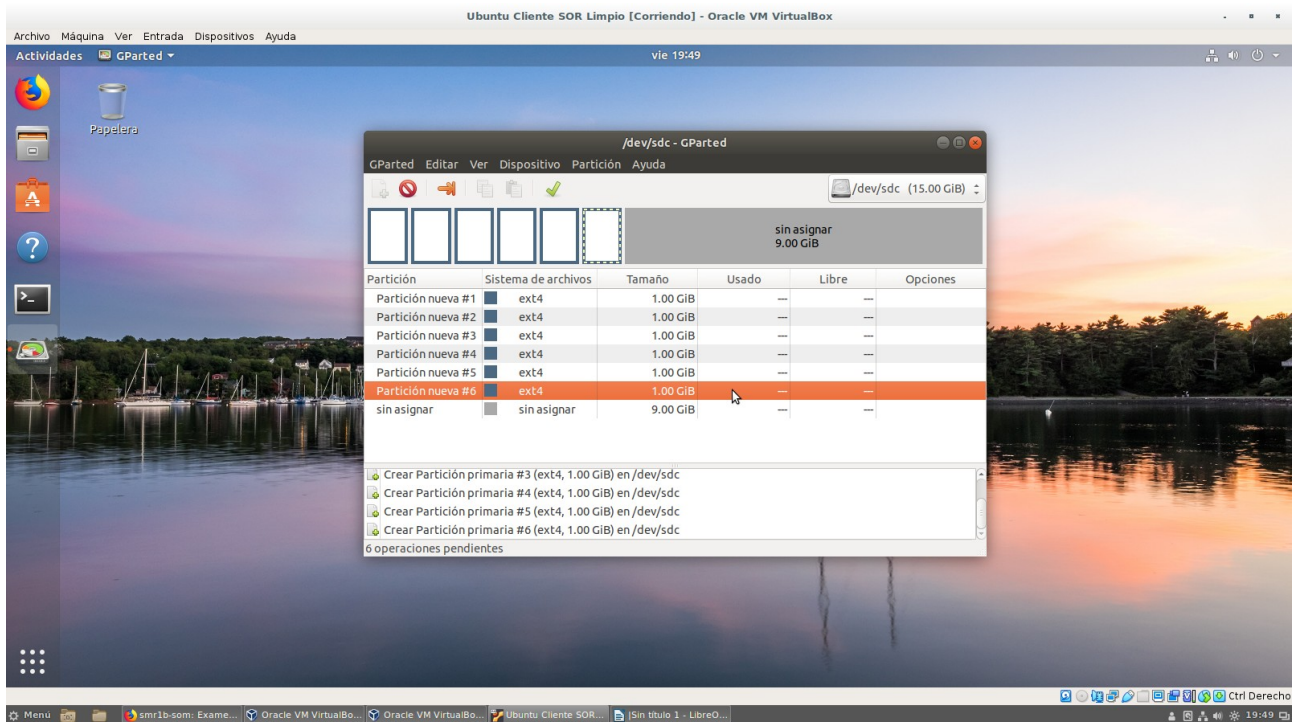 Ubuntu Cliente SOR Limpio [Corriendo] - Oracle VM VirtualBox
Archivo Máquina Ver Entrada Dispositivos Ayuda
Actividades GParted vie 19:49
Papelera
/dev/sdc - GParted
GParted Editar Ver Dispositivo Partición Ayuda
/dev/sdc (15.00 GiB)
sin asignar
9.00 GiB
Partición Sistema de archivos Tamaño Usado Libre Opciones
Partición nueva #1 ext4 1.00 GiB --- ---
Partición nueva #2 ext4 1.00 GiB --- ---
Partición nueva #3 ext4 1.00 GiB --- ---
Partición nueva #4 ext4 1.00 GiB --- ---
Partición nueva #5 ext4 1.00 GiB --- ---
Partición nueva #6 ext4 1.00 GiB --- ---
sin asignar sin asignar 9.00 GiB --- ---
Crear Partición primaria #3 (ext4, 1.00 GiB) en /dev/sdc
Crear Partición primaria #4 (ext4, 1.00 GiB) en /dev/sdc
Crear Partición primaria #5 (ext4, 1.00 GiB) en /dev/sdc
Crear Partición primaria #6 (ext4, 1.00 GiB) en /dev/sdc
6 operaciones pendientes
Ctrl Derecho
Menú smr1b-som: Exame... Oracle VM VirtualBo... Oracle VM VirtualBo... Ubuntu Cliente SOR... [Sin título 1 - LibreO... 19:49